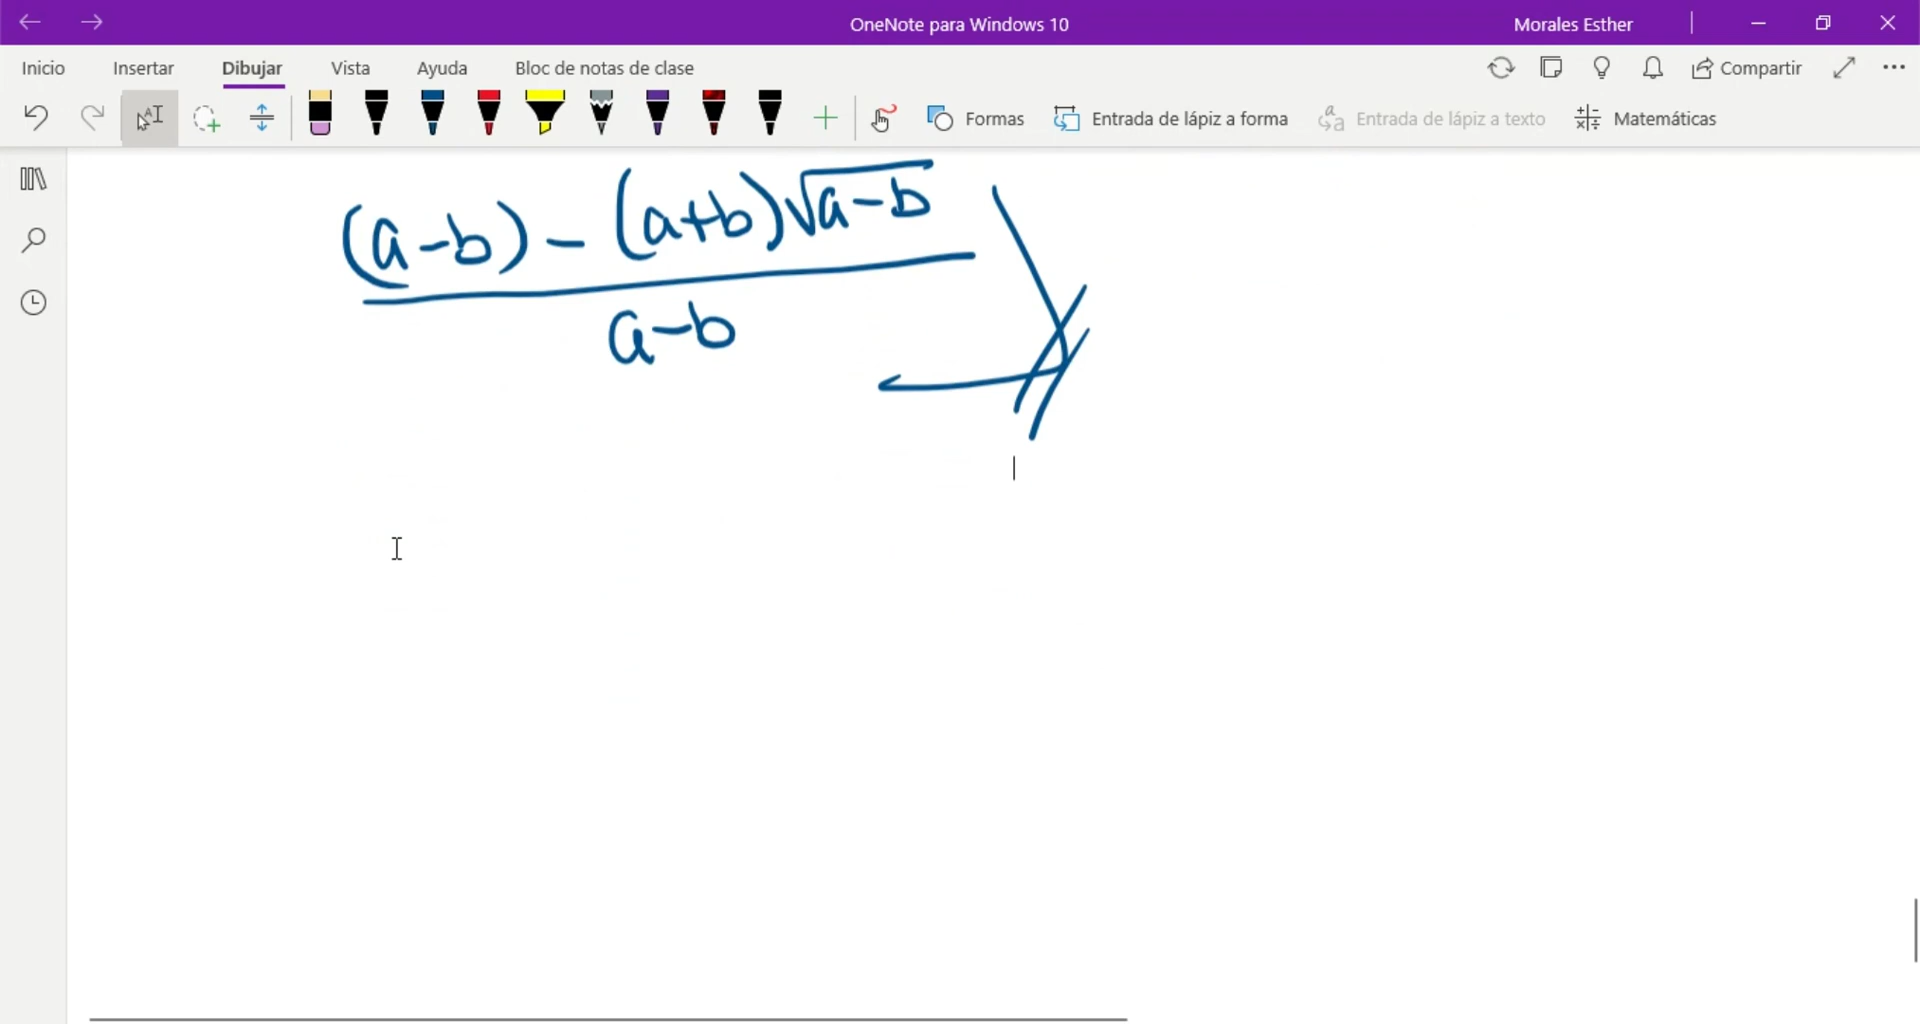 OneNote para Windows 10
Morales Esther
Inicio Insertar Dibujar Vista Ayuda Bloc de notas de clase
Compartir
Formas Entrada de lápiz a forma Entrada de lápiz a texto Matemáticas
(a-b) - (a+b)√a-b
a-b